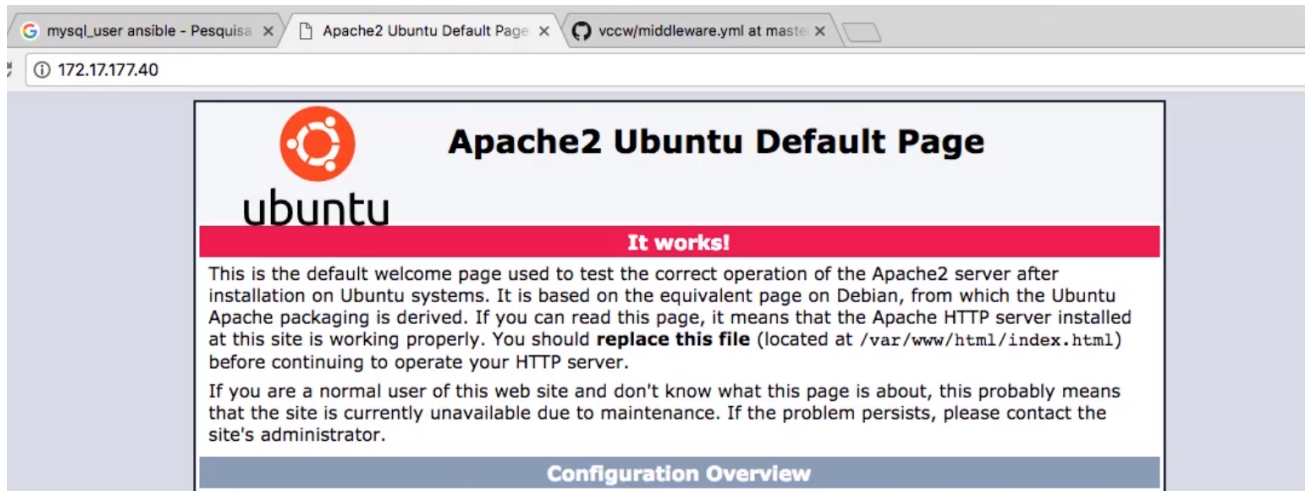 mysql_user ansible - Pesquisa
Apache2 Ubuntu Default Page
vccw/middleware.yml at maste
172.17.177.40
ubuntu
Apache2 Ubuntu Default Page
It works!
This is the default welcome page used to test the correct operation of the Apache2 server after
installation on Ubuntu systems. It is based on the equivalent page on Debian, from which the Ubuntu
Apache packaging is derived. If you can read this page, it means that the Apache HTTP server installed
at this site is working properly. You should replace this file (located at /var/www/html/index.html)
before continuing to operate your HTTP server.
If you are a normal user of this web site and don't know what this page is about, this probably means
that the site is currently unavailable due to maintenance. If the problem persists, please contact the
site's administrator.
Configuration Overview